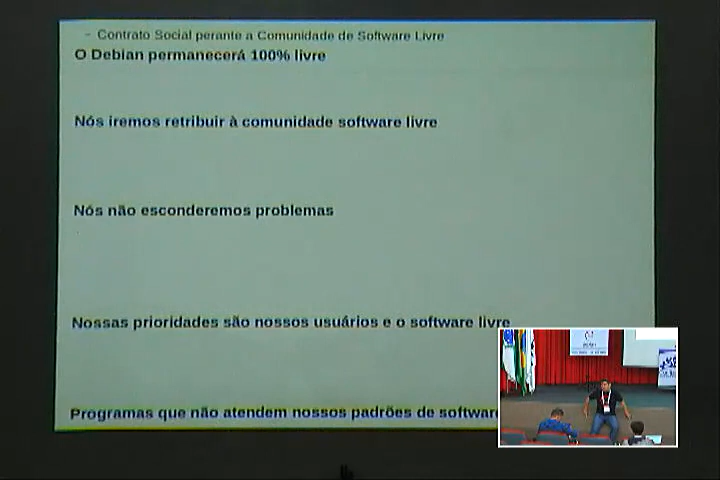 - Contrato Social perante a Comunidade de Software Livre
O Debian permanecerá 100% livre
Nós iremos retribuir à comunidade software livre
Nós não esconderemos problemas
Nossas prioridades são nossos usuários e o software livre
Programas que não atendem nossos padrões de software